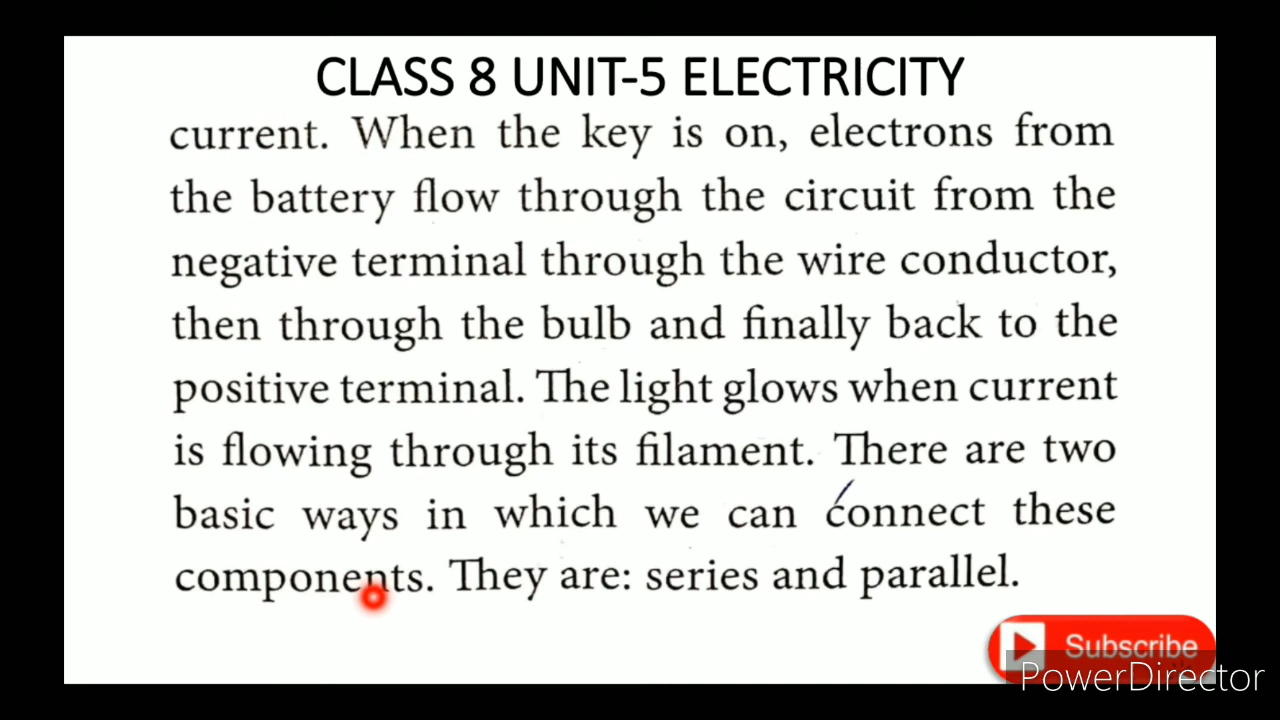 CLASS 8 UNIT-5 ELECTRICITY
current. When the key is on, electrons from
the battery flow through the circuit from the
negative terminal through the wire conductor,
then through the bulb and finally back to the
positive terminal. The light glows when current
is flowing through its filament. There are two
basic ways in which we can connect these
components. They are: series and parallel.
Subscribe
PowerDirector